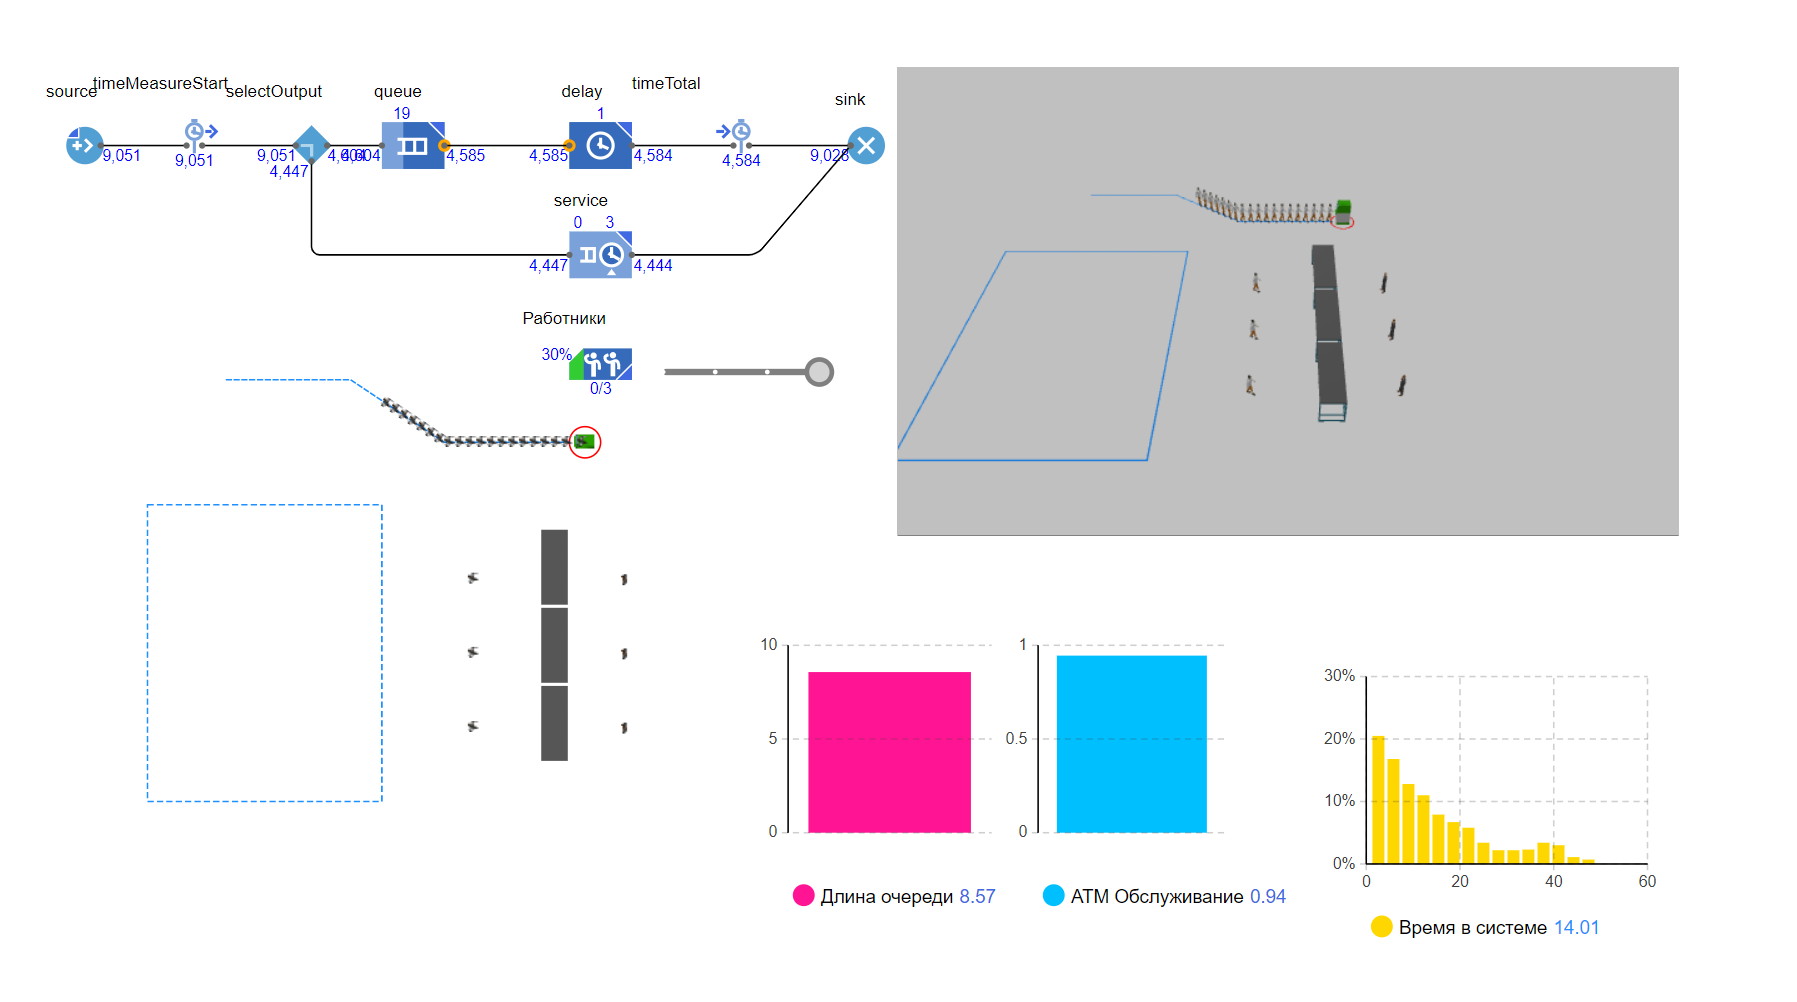 source
timeMeasureStart
selectOutput
queue
delay
timeTotal
sink
19
1
9,051
9,051
9,051
4,604
4,447
4,585
4,585
4,584
4,584
9,028
service
0 3
4,447
4,444
Работники
30%
0/3
10
5
0
Длина очереди 8.57
1
0.5
0
АТМ Обслуживание 0.94
30%
20%
10%
0%
0 20 40 60
Время в системе 14.01